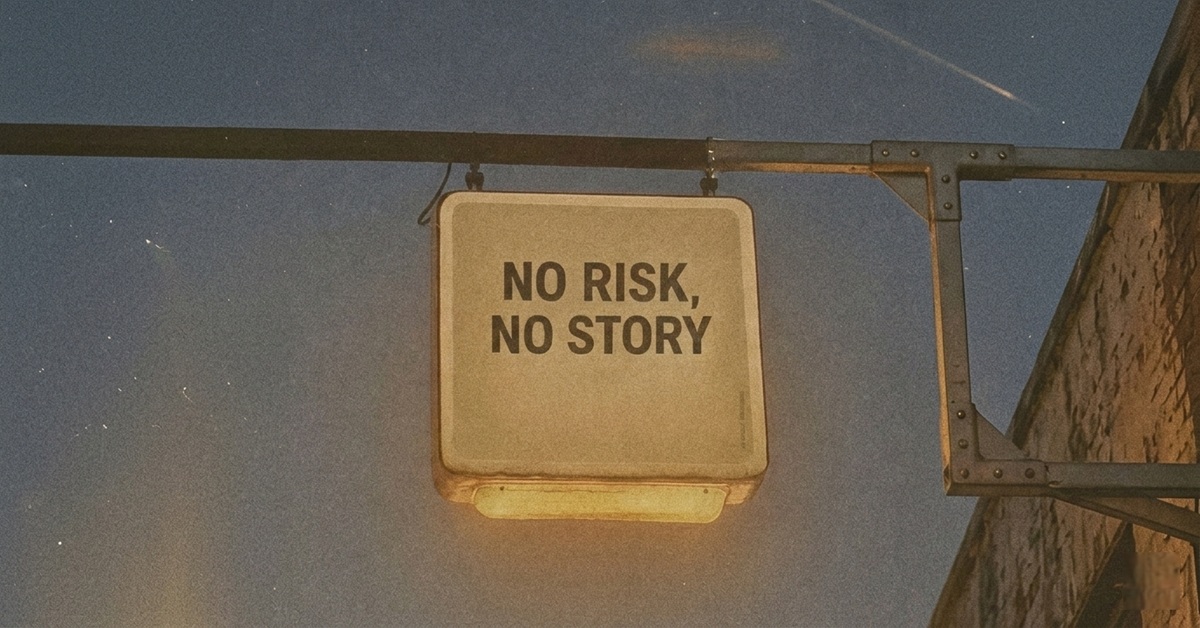 NO RISK,
NO STORY